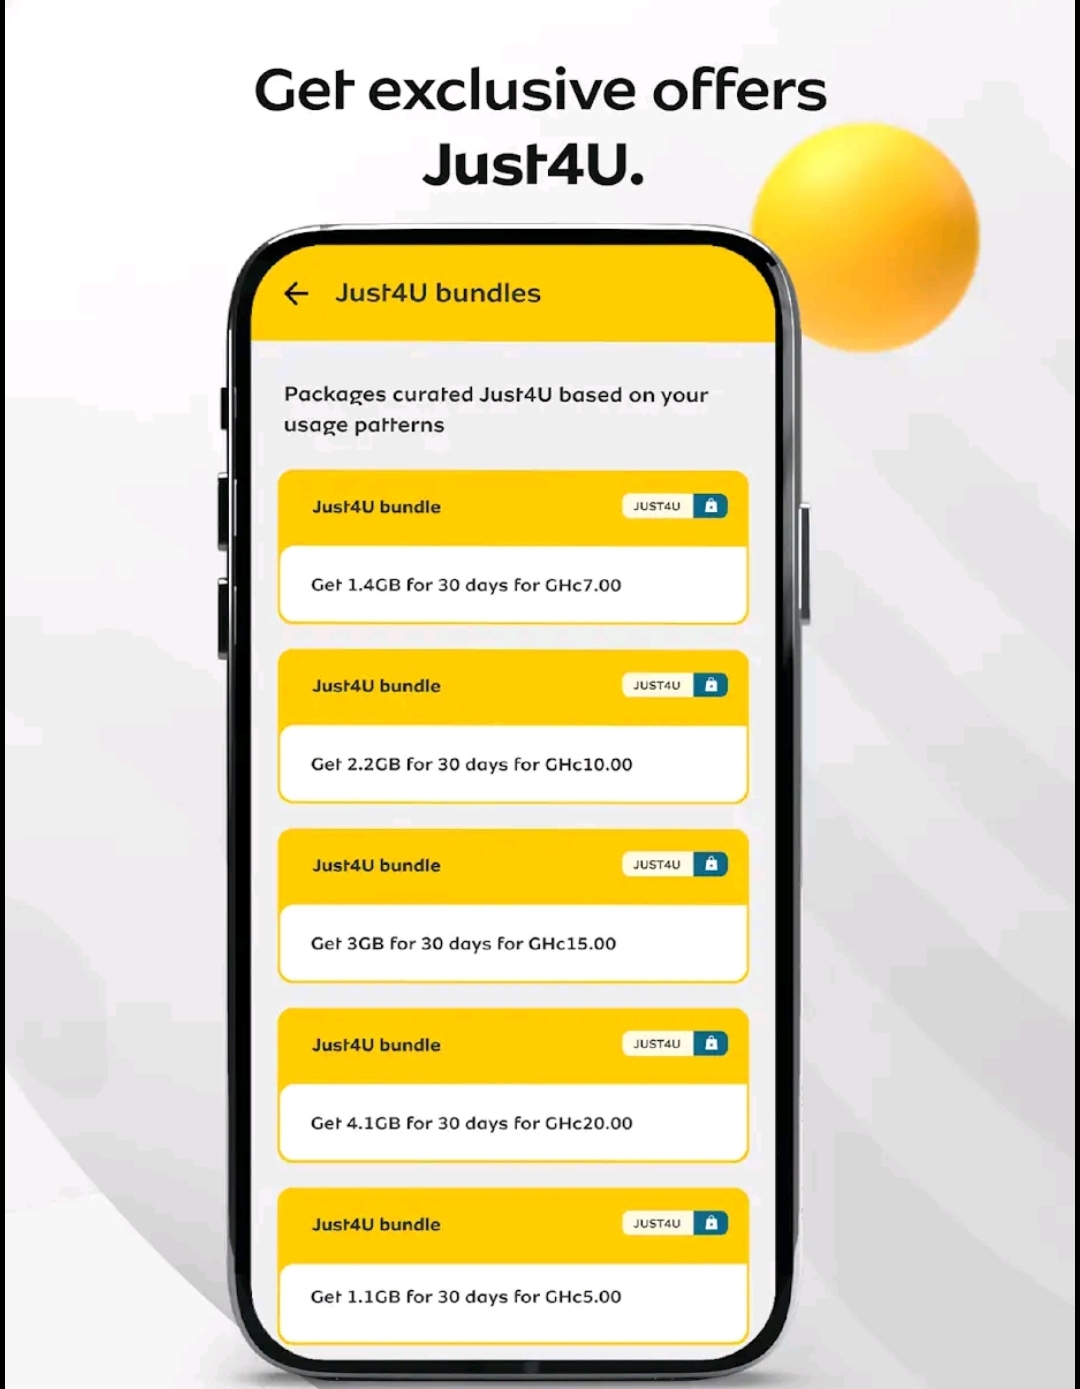 Get exclusive offers
Just4U.
Just4U bundles
Packages curated Just4U based on your
usage patterns
Just4U bundle
JUST4U
Get 1.4GB for 30 days for GHc7.00
Just4U bundle
JUST4U
Get 2.2GB for 30 days for GHc10.00
Just4U bundle
JUST4U
Get 3GB for 30 days for GHc15.00
Just4U bundle
JUST4U
Get 4.1GB for 30 days for GHc20.00
Just4U bundle
JUST4U
Get 1.1GB for 30 days for GHc5.00